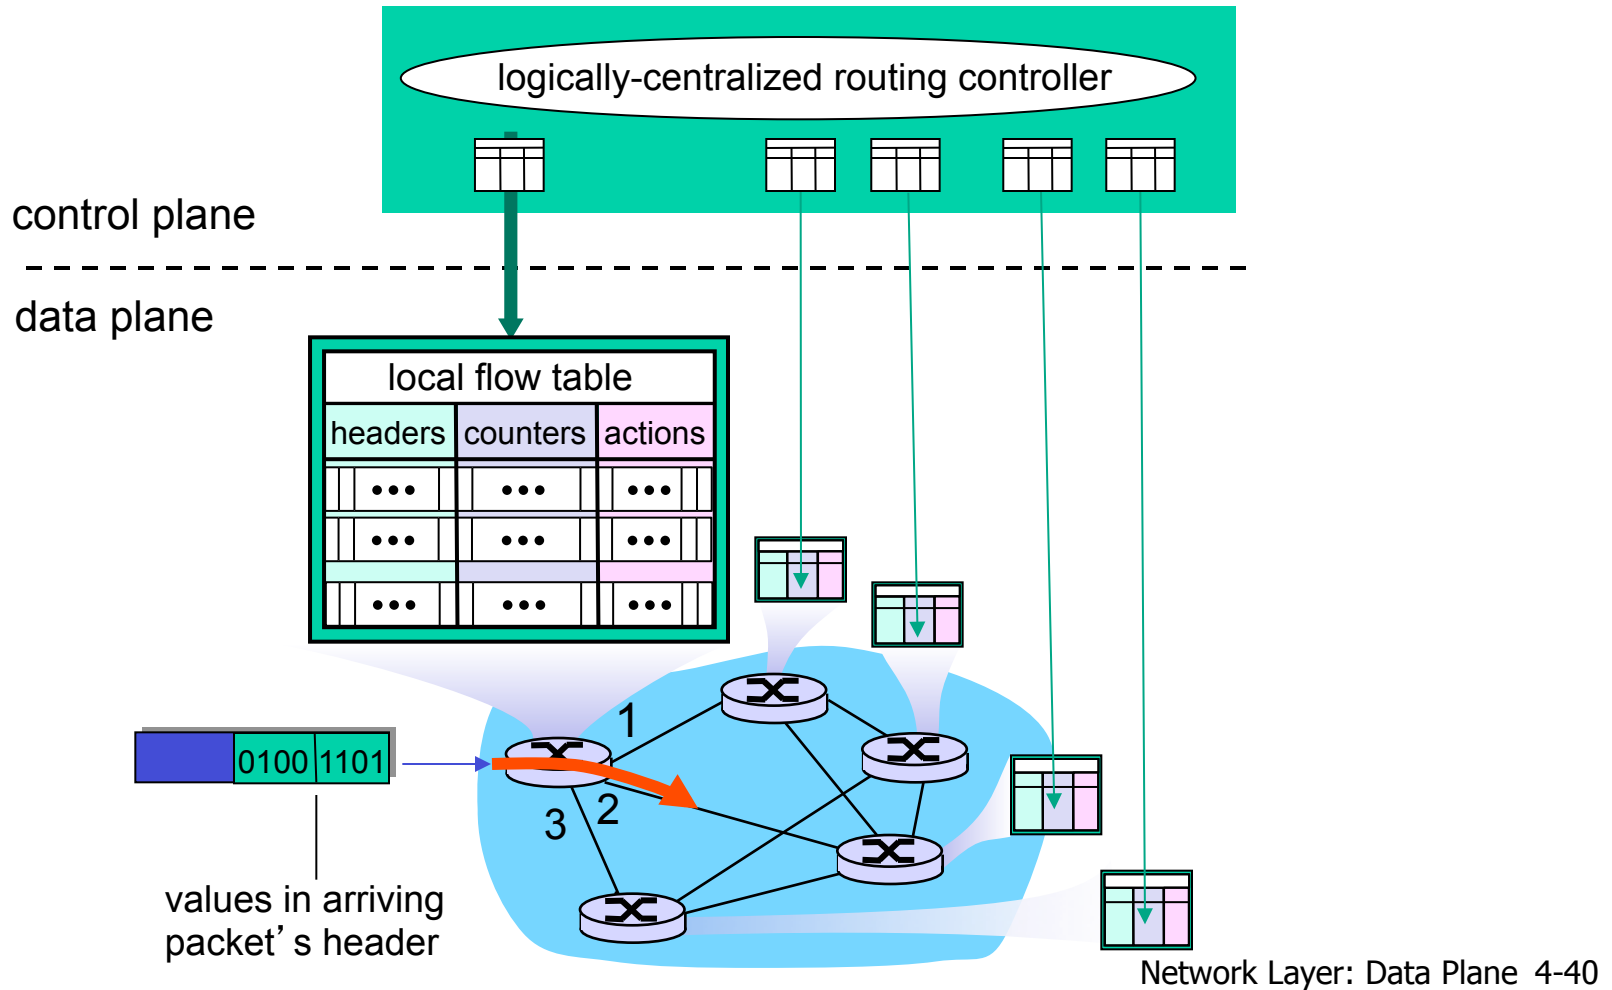 logically-centralized routing controller
control plane
data plane
local flow table
headers counters actions
1
0100 1101
2
3
values in arriving
packet’s header
Network Layer: Data Plane 4-40